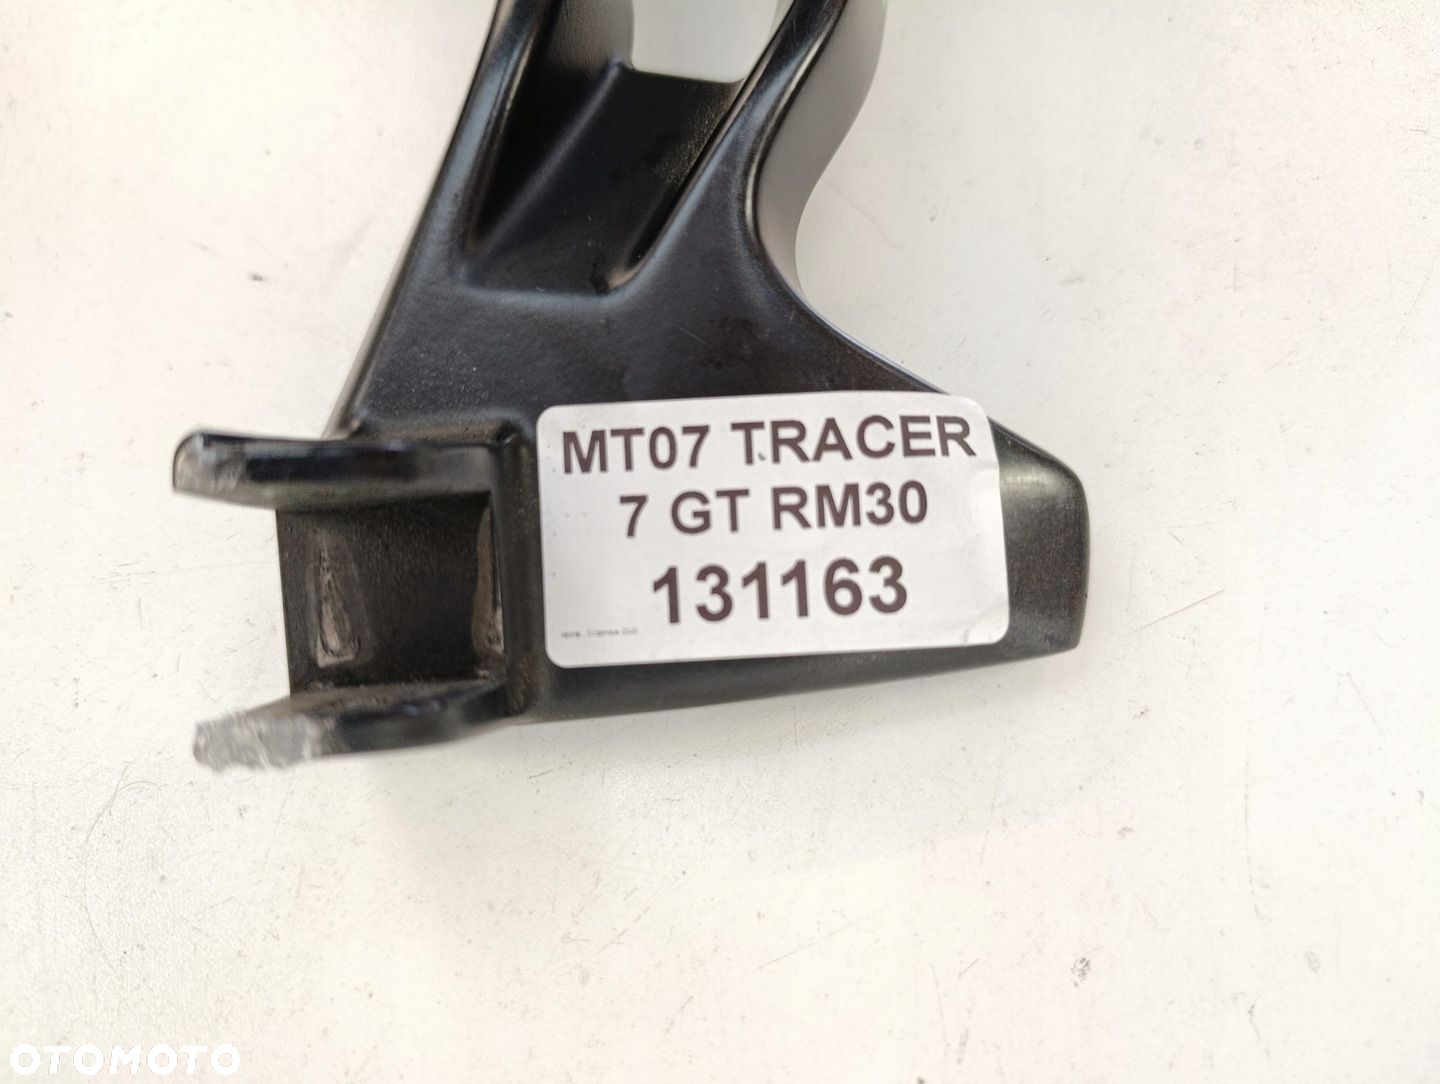 MT07 TRACER
7 GT RM30
131163
OTOMOTO